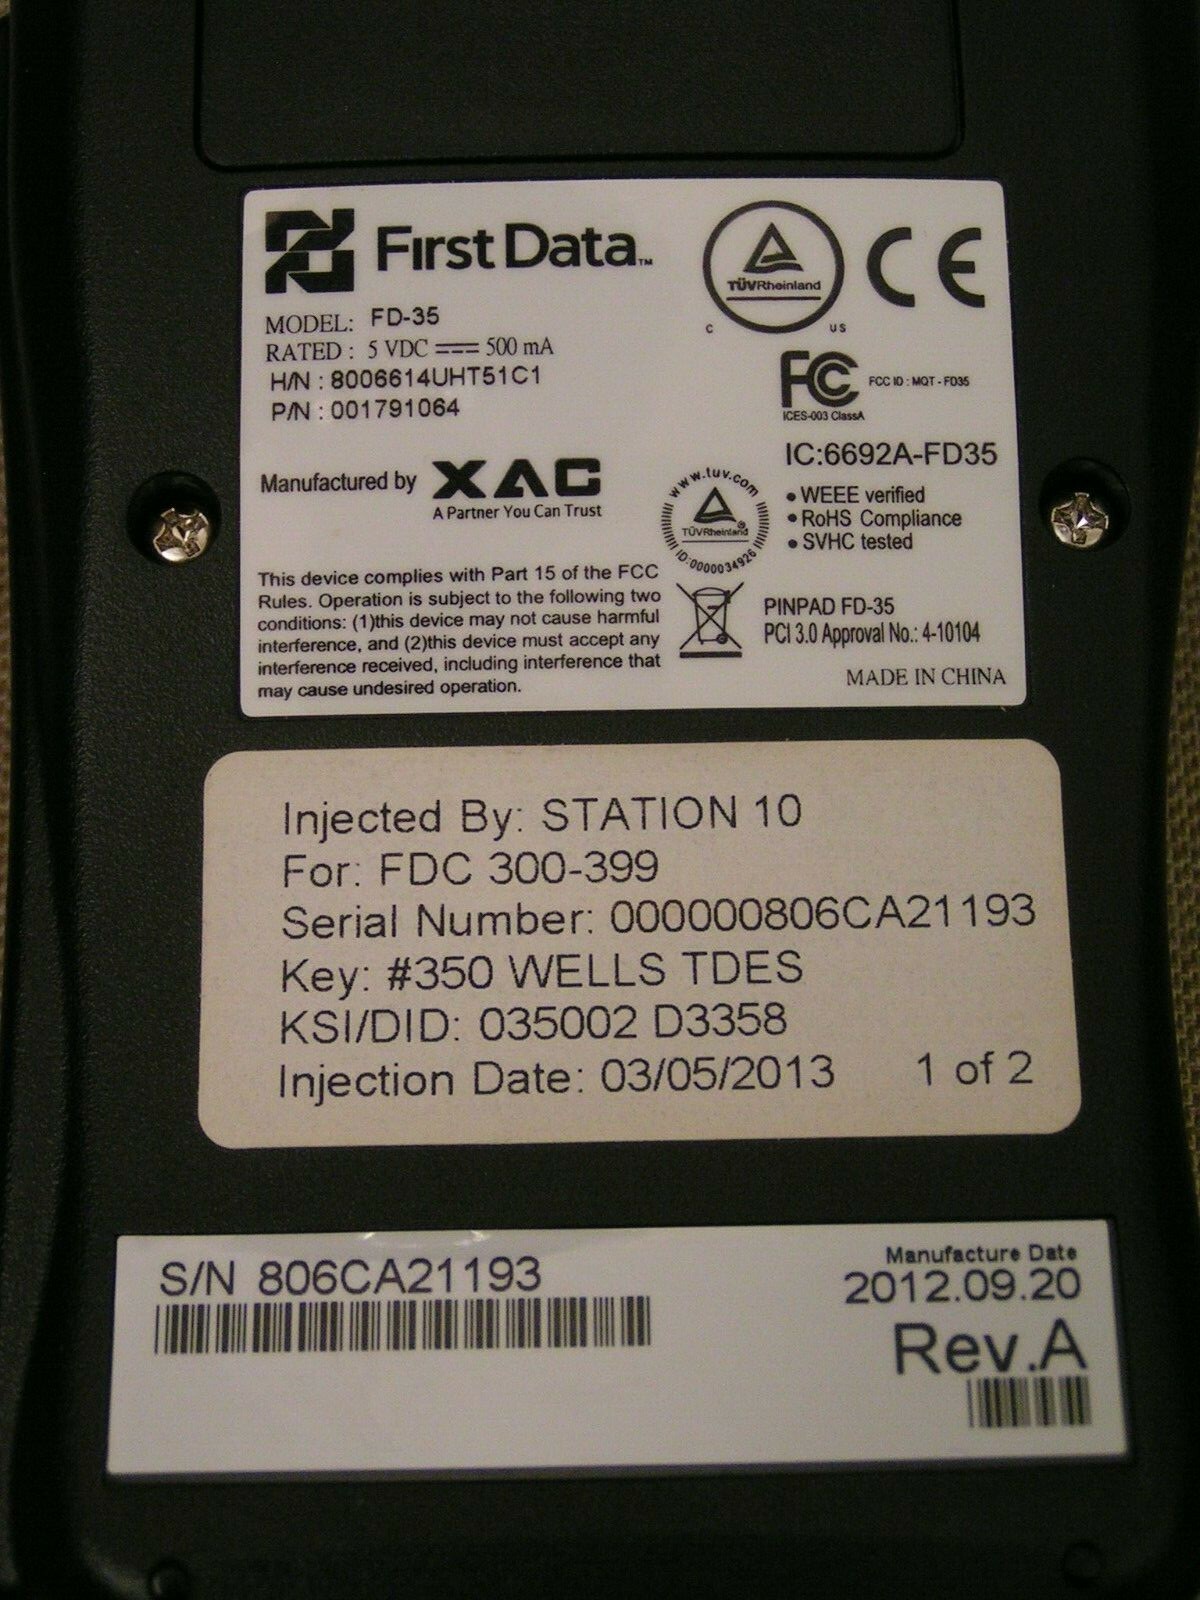 First Data™
MODEL: FD-35
RATED : 5 VDC ⎓ 500 mA
H/N : 8006614UHT51C1
P/N : 001791064
TÜVRheinland
C US
CE
FC
FCC ID : MQT - FD35
ICES-003 ClassA
IC:6692A-FD35
Manufactured by XAC
A Partner You Can Trust
www.tuv.com
TÜVRheinland®
ID:0000034926
• WEEE verified
• RoHS Compliance
• SVHC tested
This device complies with Part 15 of the FCC
Rules. Operation is subject to the following two
conditions: (1)this device may not cause harmful
interference, and (2)this device must accept any
interference received, including interference that
may cause undesired operation.
PINPAD FD-35
PCI 3.0 Approval No.: 4-10104
MADE IN CHINA
Injected By: STATION 10
For: FDC 300-399
Serial Number: 000000806CA21193
Key: #350 WELLS TDES
KSI/DID: 035002 D3358
Injection Date: 03/05/2013 1 of 2
S/N 806CA21193
Manufacture Date
2012.09.20
Rev.A